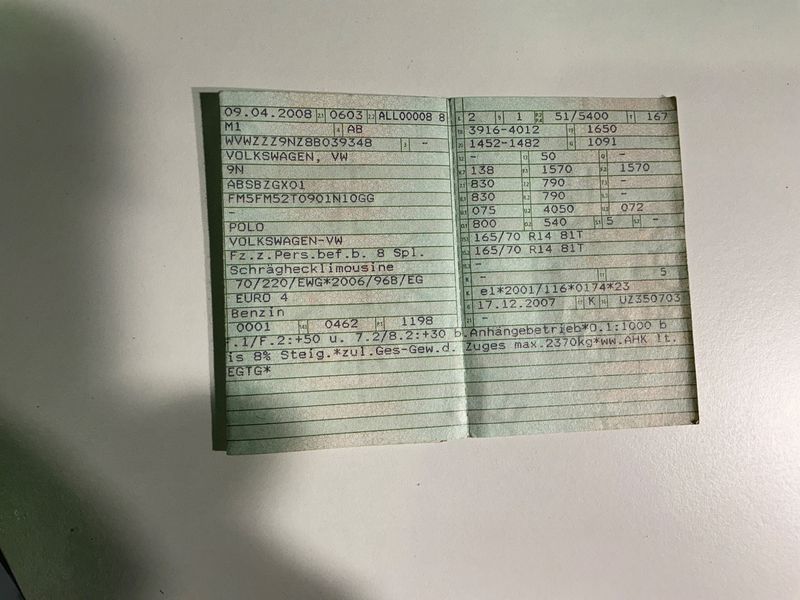 09.04.2008 0603 ALL00008 8
M1 AB
WVWZZZ9NZ8B039348 -
VOLKSWAGEN, VW
9N
ABSBZGX01
FM5FM52T0901N10GG
-
POLO
VOLKSWAGEN-VW
Fz.z.Pers.bef.b. 8 Spl.
Schräghecklimousine
70/220/EWG*2006/96B/EG
EURO 4
Benzin
0001 0462 1198
2 1 51/5400 167
3916-4012 1650
1452-1482 1091
- 50 -
138 1570 1570
830 790 -
830 790 -
075 4050 072
800 540 5 -
165/70 R14 81T
165/70 R14 81T
-
- 5
e1*2001/116*0174*23
17.12.2007 K UZ350703
-
.1/F.2:+50 u. 7.2/8.2:+30 b.Anhängebetrieb*0.1:1000 b
is 8% Steig.*zul.Ges-Gew.d. Zuges max.2370kg*ww.AHK lt.
EGTG*